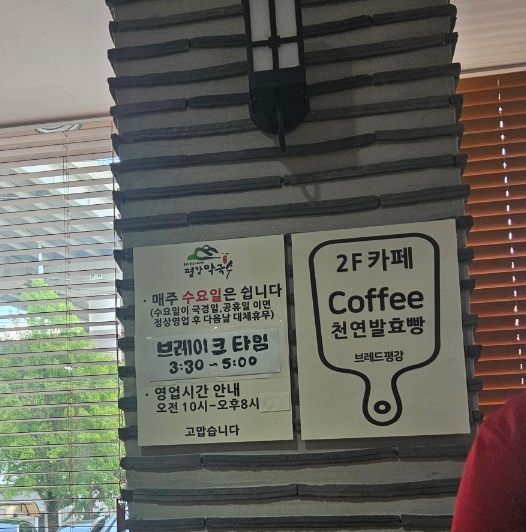 평강막국수
· 매주 수요일은 쉽니다
(수요일이 국경일,공휴일 이면
정상영업 후 다음날 대체휴무)
브레이크 타임
3:30 ~ 5:00
· 영업시간 안내
오전 10시~오후8시
고맙습니다
2F 카페
Coffee
천연발효빵
브레드평강